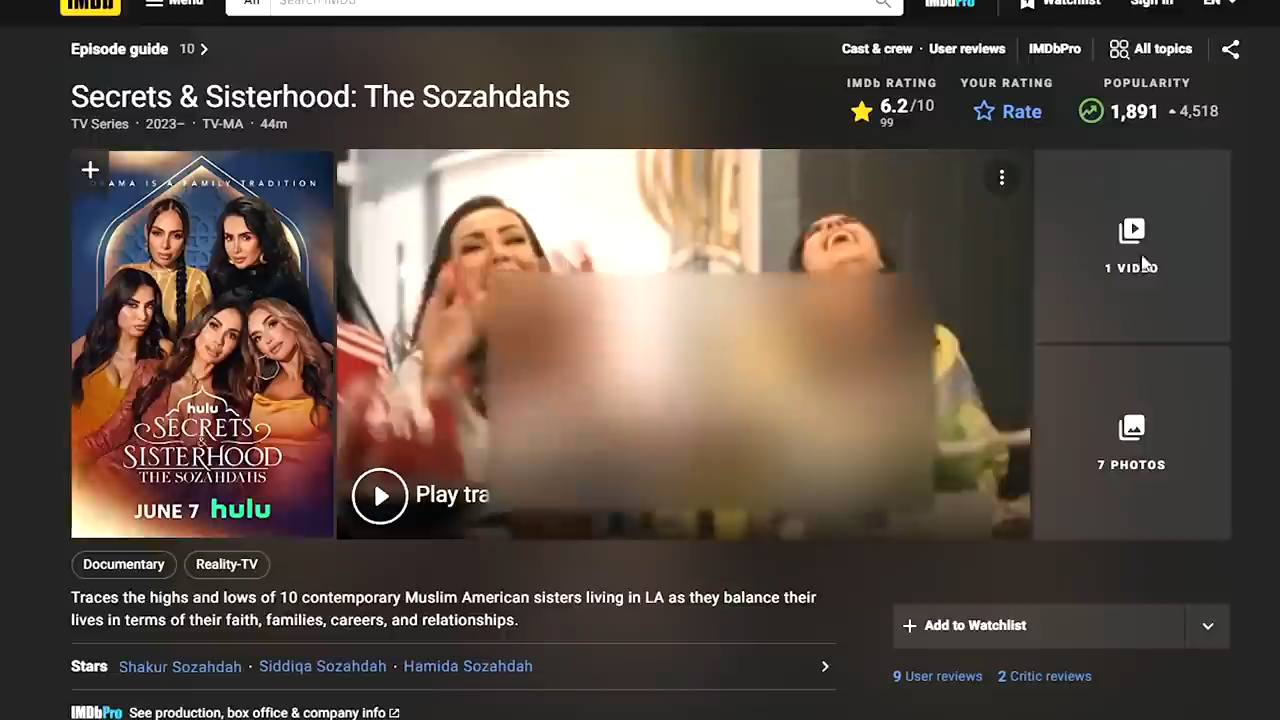 IMDb Menu All Search IMDb IMDbPro Watchlist Sign In EN
Episode guide 10
Cast & crew · User reviews IMDbPro All topics
Secrets & Sisterhood: The Sozahdahs
TV Series · 2023– · TV-MA · 44m
IMDb RATING YOUR RATING POPULARITY
6.2/10 Rate 1,891 4,518
99
DRAMA IS A FAMILY TRADITION
hulu
SECRETS
&
SISTERHOOD
THE SOZAHDAHS
JUNE 7 hulu
Play tra
1 VIDEO
7 PHOTOS
Documentary Reality-TV
Traces the highs and lows of 10 contemporary Muslim American sisters living in LA as they balance their
lives in terms of their faith, families, careers, and relationships.
Add to Watchlist
Stars Shakur Sozahdah · Siddiqa Sozahdah · Hamida Sozahdah
9 User reviews 2 Critic reviews
IMDbPro See production, box office & company info